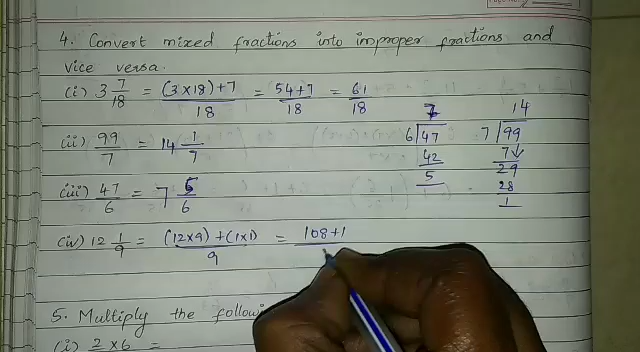 4. Convert mixed fractions into improper fractions and
vice versa.
(i) 3 7/18 = (3×18)+7/18 = 54+7/18 = 61/18
(ii) 99/7 = 14 1/7
(iii) 47/6 = 7 5/6
(iv) 12 1/9 = (12×9)+(1×1)/9 = 108+1/
7
6)47
42
5
14
7)99
7↓
29
28
1
5. Multiply the
(i) 2/ ×6 =